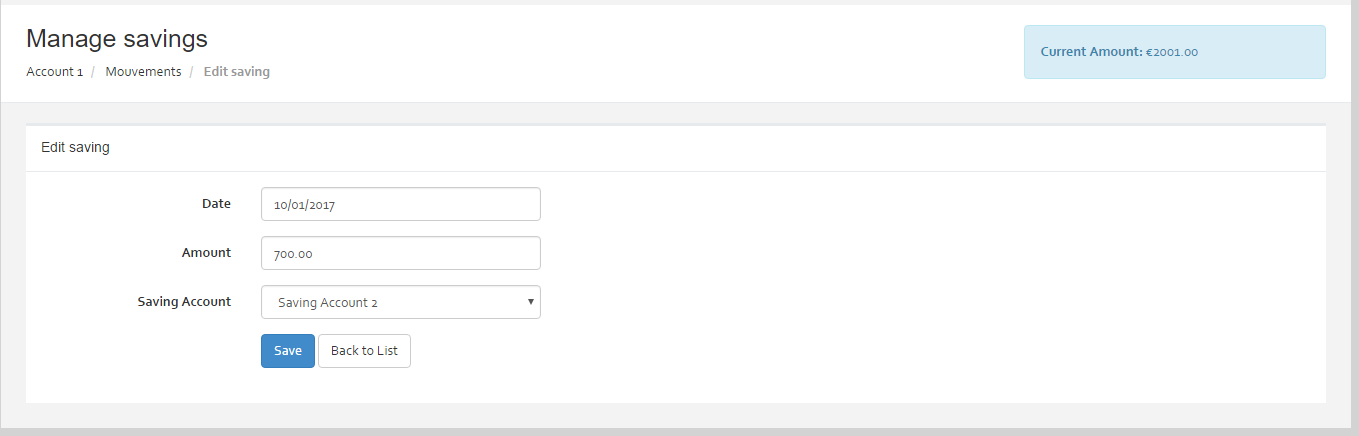 Manage savings
Account 1 / Mouvements / Edit saving
Current Amount: €2001.00
Edit saving
Date 10/01/2017
Amount 700.00
Saving Account Saving Account 2
Save Back to List